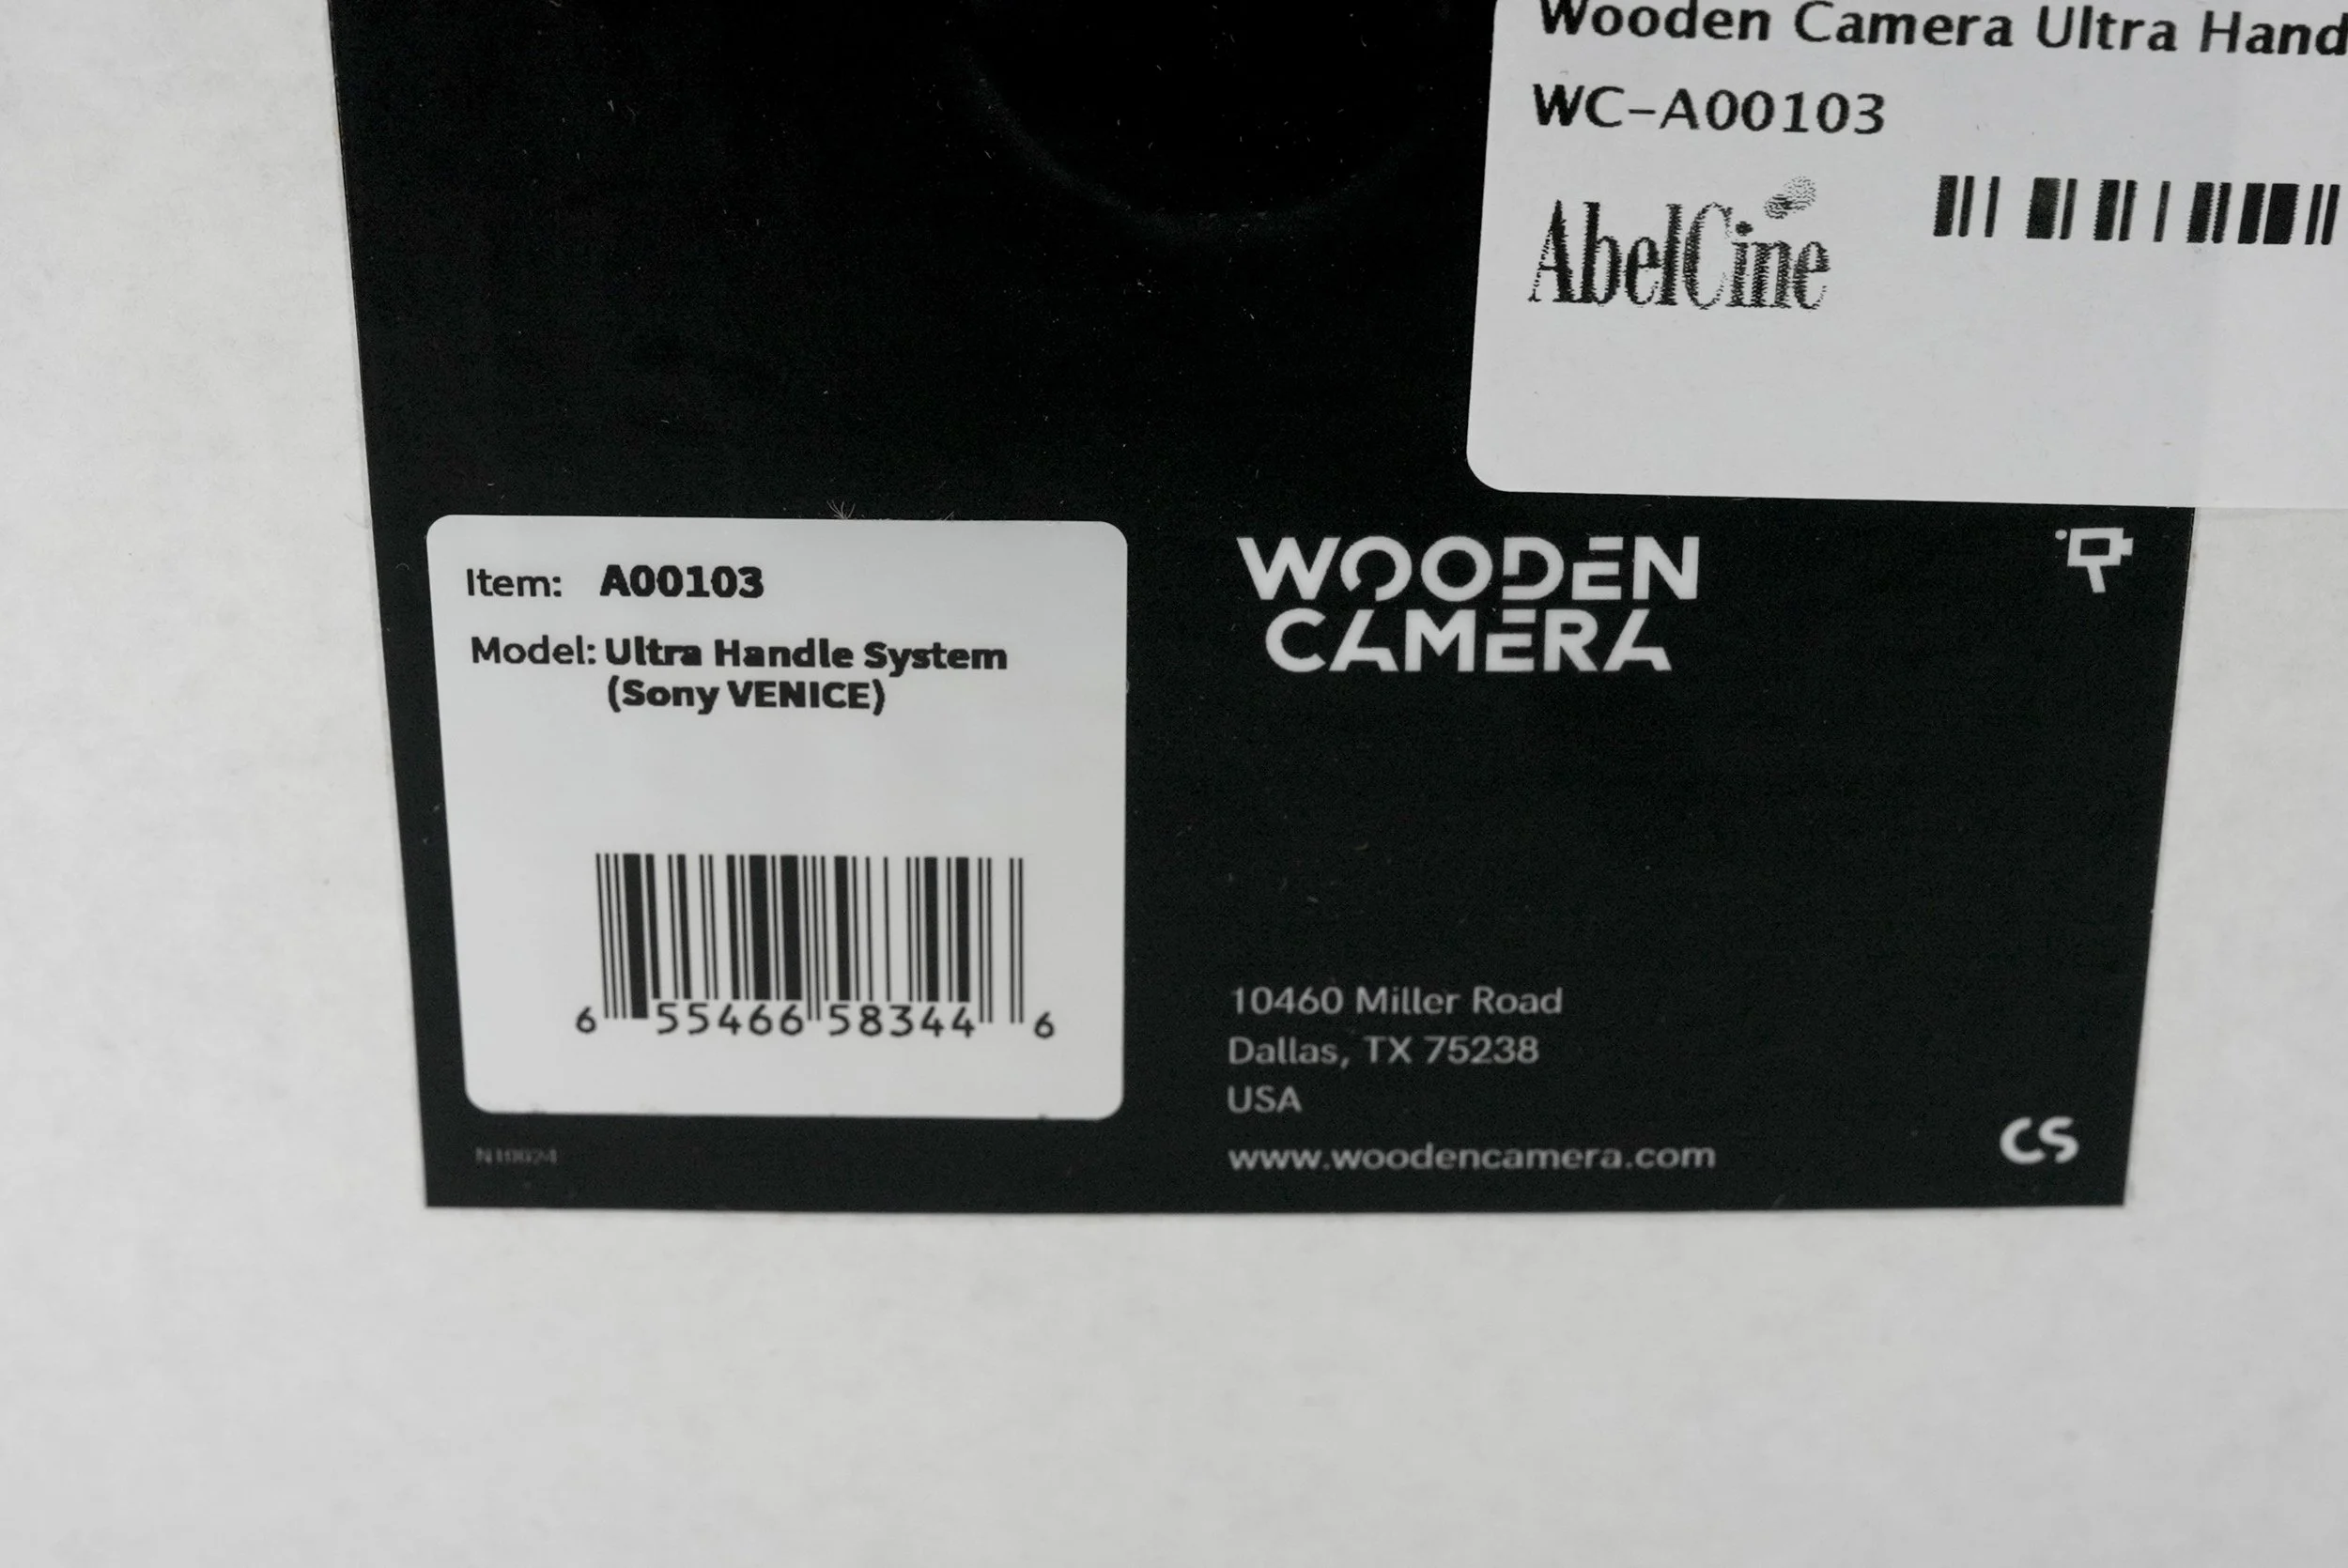 Wooden Camera Ultra Hand
WC-A00103
AbelCine
Item: A00103
Model: Ultra Handle System
(Sony VENICE)
6 55466 58344 6
WOODEN
CAMERA
10460 Miller Road
Dallas, TX 75238
USA
www.woodencamera.com
CS